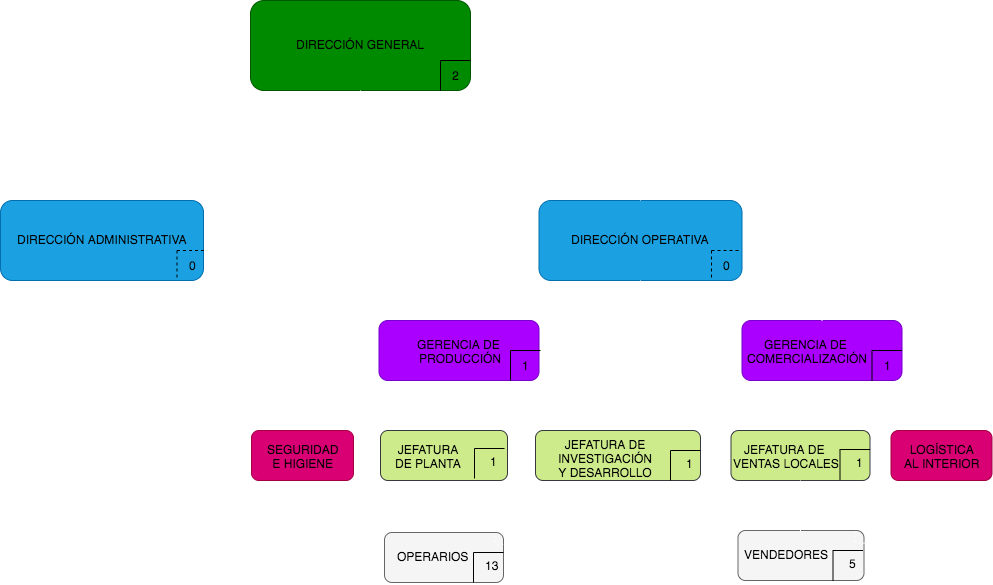 DIRECCIÓN GENERAL
2
DIRECCIÓN ADMINISTRATIVA
0
DIRECCIÓN OPERATIVA
0
GERENCIA DE
PRODUCCIÓN
1
GERENCIA DE
COMERCIALIZACIÓN
1
SEGURIDAD
E HIGIENE
JEFATURA
DE PLANTA
1
JEFATURA DE
INVESTIGACIÓN
Y DESARROLLO
1
JEFATURA DE
VENTAS LOCALES
1
LOGÍSTICA
AL INTERIOR
OPERARIOS
13
VENDEDORES
5